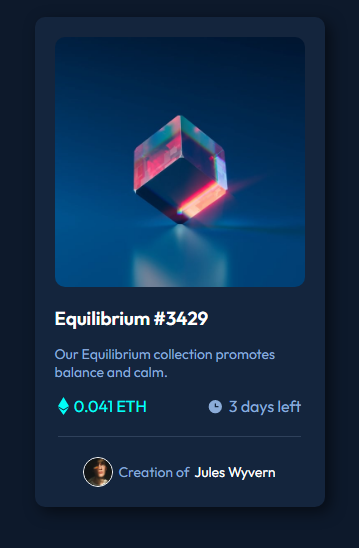 Equilibrium #3429
Our Equilibrium collection promotes
balance and calm.
0.041 ETH 3 days left
Creation of Jules Wyvern